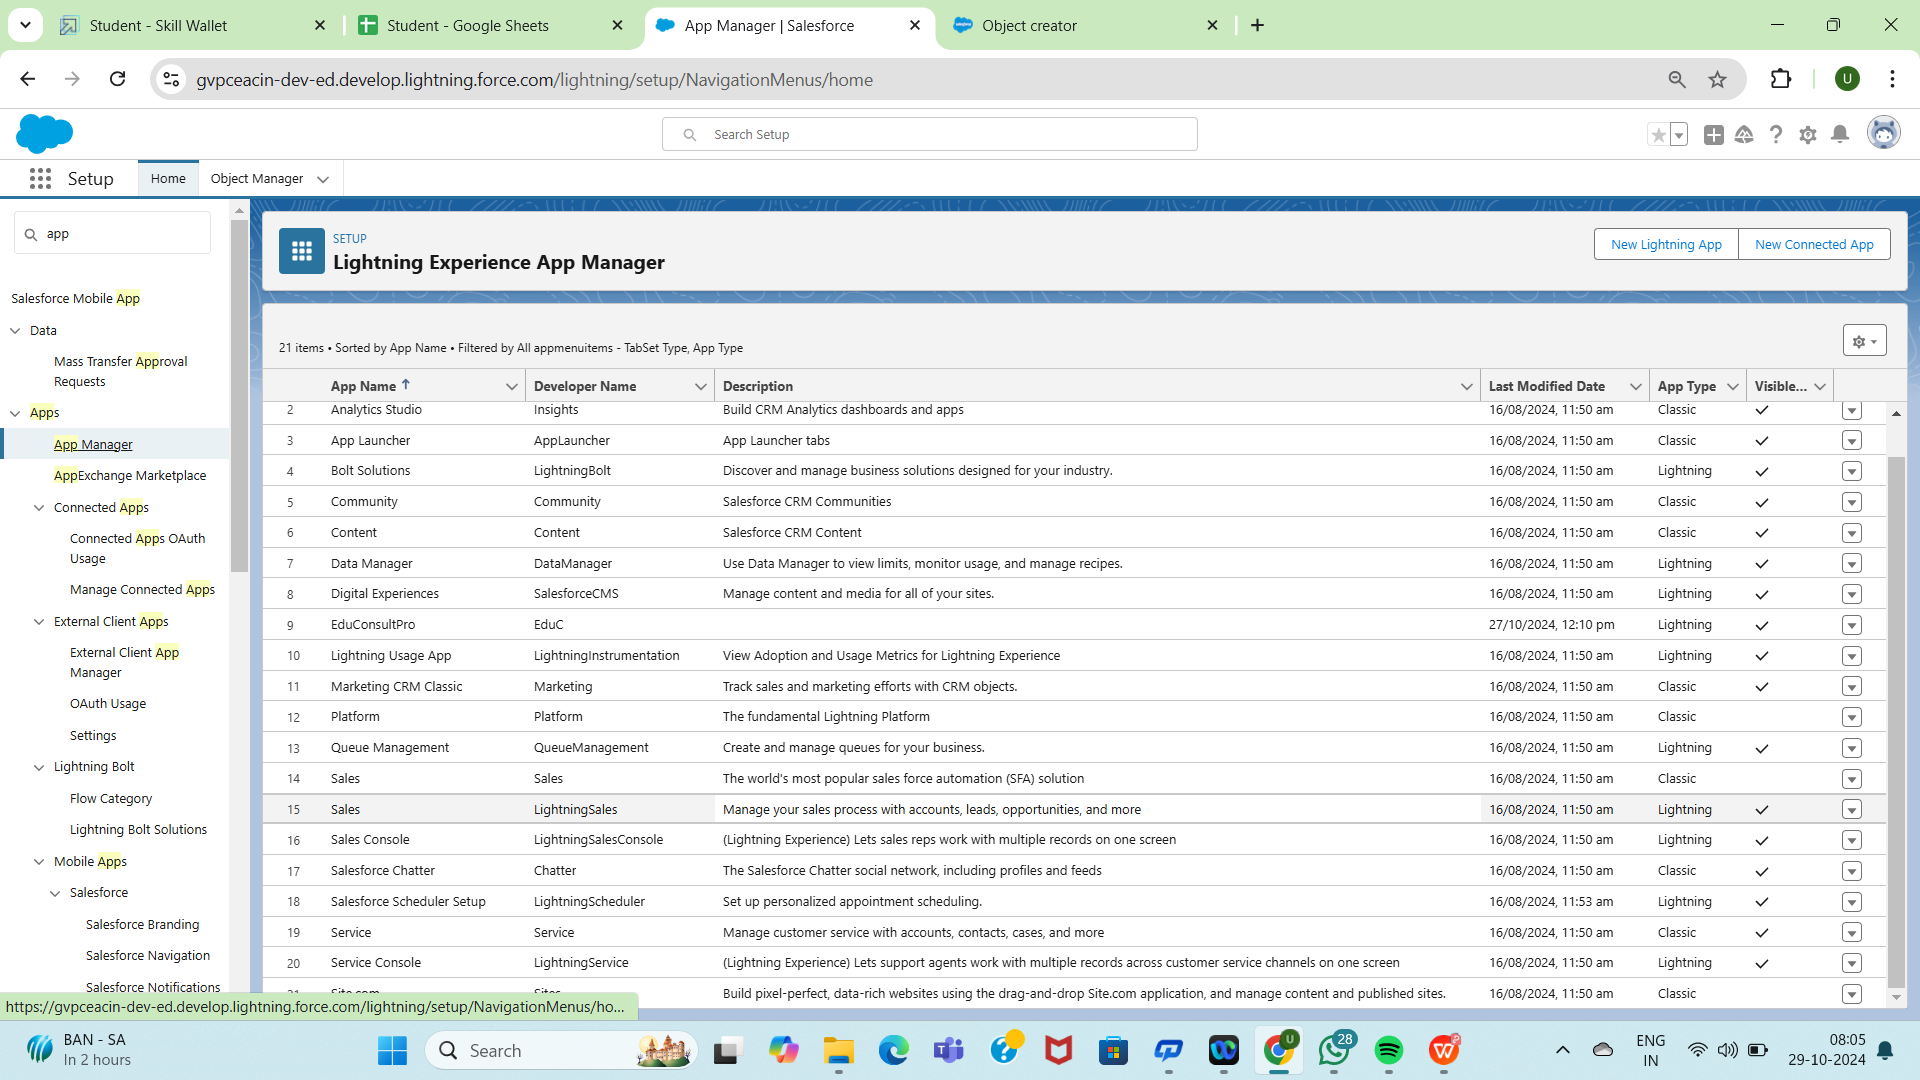 Student - Skill Wallet
Student - Google Sheets
App Manager | Salesforce
Object creator
gvpceacin-dev-ed.develop.lightning.force.com/lightning/setup/NavigationMenus/home
U
Search Setup
Setup
Home
Object Manager
app
Salesforce Mobile App
Data
Mass Transfer Approval
Requests
Apps
App Manager
AppExchange Marketplace
Connected Apps
Connected Apps OAuth
Usage
Manage Connected Apps
External Client Apps
External Client App
Manager
OAuth Usage
Settings
Lightning Bolt
Flow Category
Lightning Bolt Solutions
Mobile Apps
Salesforce
Salesforce Branding
Salesforce Navigation
Salesforce Notifications
SETUP
Lightning Experience App Manager
New Lightning App
New Connected App
21 items • Sorted by App Name • Filtered by All appmenuitems - TabSet Type, App Type
App Name Developer Name Description Last Modified Date App Type Visible...
2 Analytics Studio Insights Build CRM Analytics dashboards and apps 16/08/2024, 11:50 am Classic
3 App Launcher AppLauncher App Launcher tabs 16/08/2024, 11:50 am Classic
4 Bolt Solutions LightningBolt Discover and manage business solutions designed for your industry. 16/08/2024, 11:50 am Lightning
5 Community Community Salesforce CRM Communities 16/08/2024, 11:50 am Classic
6 Content Content Salesforce CRM Content 16/08/2024, 11:50 am Classic
7 Data Manager DataManager Use Data Manager to view limits, monitor usage, and manage recipes. 16/08/2024, 11:50 am Lightning
8 Digital Experiences SalesforceCMS Manage content and media for all of your sites. 16/08/2024, 11:50 am Lightning
9 EduConsultPro EduC 27/10/2024, 12:10 pm Lightning
10 Lightning Usage App LightningInstrumentation View Adoption and Usage Metrics for Lightning Experience 16/08/2024, 11:50 am Lightning
11 Marketing CRM Classic Marketing Track sales and marketing efforts with CRM objects. 16/08/2024, 11:50 am Classic
12 Platform Platform The fundamental Lightning Platform 16/08/2024, 11:50 am Classic
13 Queue Management QueueManagement Create and manage queues for your business. 16/08/2024, 11:50 am Lightning
14 Sales Sales The world's most popular sales force automation (SFA) solution 16/08/2024, 11:50 am Classic
15 Sales LightningSales Manage your sales process with accounts, leads, opportunities, and more 16/08/2024, 11:50 am Lightning
16 Sales Console LightningSalesConsole (Lightning Experience) Lets sales reps work with multiple records on one screen 16/08/2024, 11:50 am Lightning
17 Salesforce Chatter Chatter The Salesforce Chatter social network, including profiles and feeds 16/08/2024, 11:50 am Classic
18 Salesforce Scheduler Setup LightningScheduler Set up personalized appointment scheduling. 16/08/2024, 11:53 am Lightning
19 Service Service Manage customer service with accounts, contacts, cases, and more 16/08/2024, 11:50 am Classic
20 Service Console LightningService (Lightning Experience) Lets support agents work with multiple records across customer service channels on one screen 16/08/2024, 11:50 am Lightning
21 Site.com Sites Build pixel-perfect, data-rich websites using the drag-and-drop Site.com application, and manage content and published sites. 16/08/2024, 11:50 am Classic
https://gvpceacin-dev-ed.develop.lightning.force.com/lightning/setup/NavigationMenus/ho...
BAN - SA
In 2 hours
Search
U
28
ENG
IN
08:05
29-10-2024